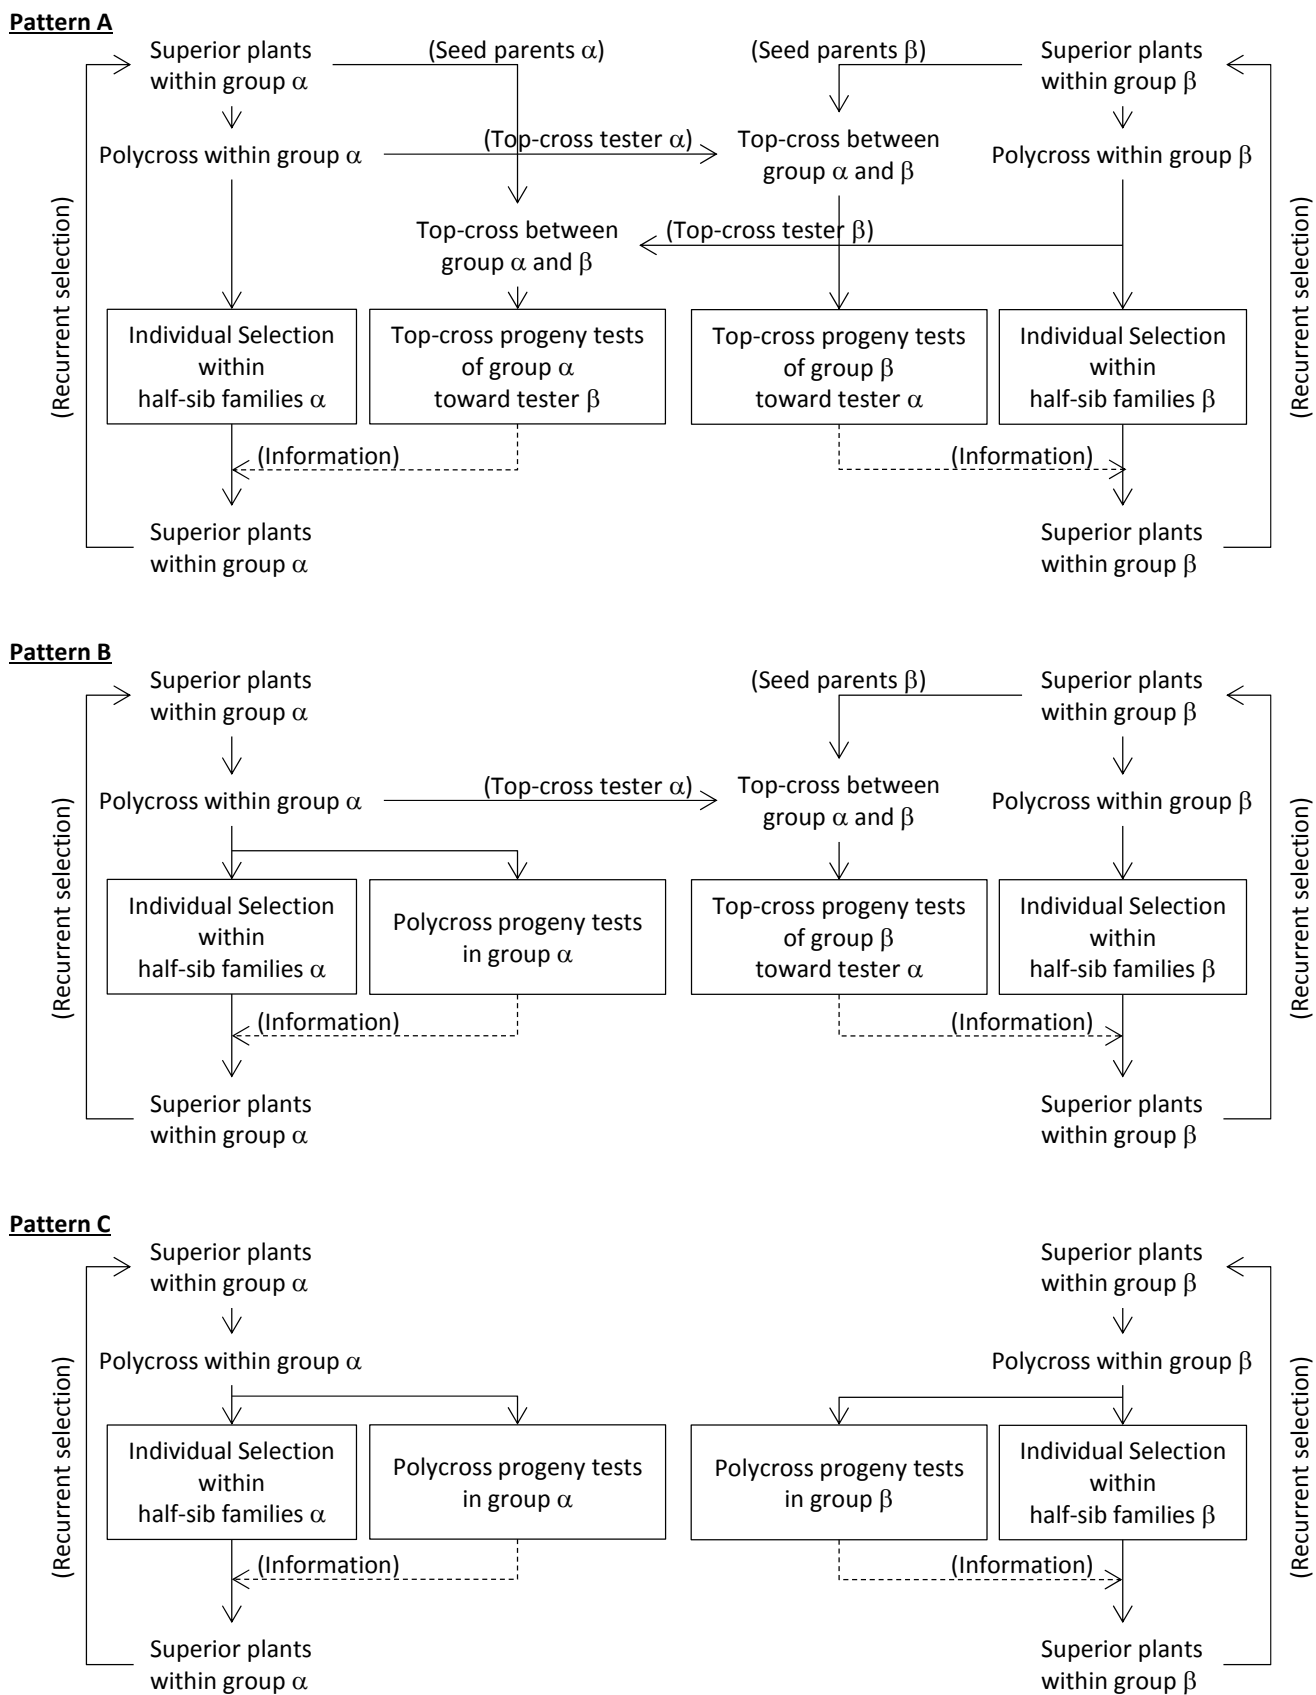 Pattern A
Superior plants
within group α
(Seed parents α)
(Seed parents β)
Superior plants
within group β
Polycross within group α
(Top-cross tester α)
Top-cross between
group α and β
Polycross within group β
Top-cross between
group α and β
(Top-cross tester β)
(Recurrent selection)
(Recurrent selection)
Individual Selection
within
half-sib families α
Top-cross progeny tests
of group α
toward tester β
Top-cross progeny tests
of group β
toward tester α
Individual Selection
within
half-sib families β
(Information)
(Information)
Superior plants
within group α
Superior plants
within group β
Pattern B
Superior plants
within group α
(Seed parents β)
Superior plants
within group β
Polycross within group α
(Top-cross tester α)
Top-cross between
group α and β
Polycross within group β
(Recurrent selection)
(Recurrent selection)
Individual Selection
within
half-sib families α
Polycross progeny tests
in group α
Top-cross progeny tests
of group β
toward tester α
Individual Selection
within
half-sib families β
(Information)
(Information)
Superior plants
within group α
Superior plants
within group β
Pattern C
Superior plants
within group α
Superior plants
within group β
Polycross within group α
Polycross within group β
(Recurrent selection)
(Recurrent selection)
Individual Selection
within
half-sib families α
Polycross progeny tests
in group α
Polycross progeny tests
in group β
Individual Selection
within
half-sib families β
(Information)
(Information)
Superior plants
within group α
Superior plants
within group β